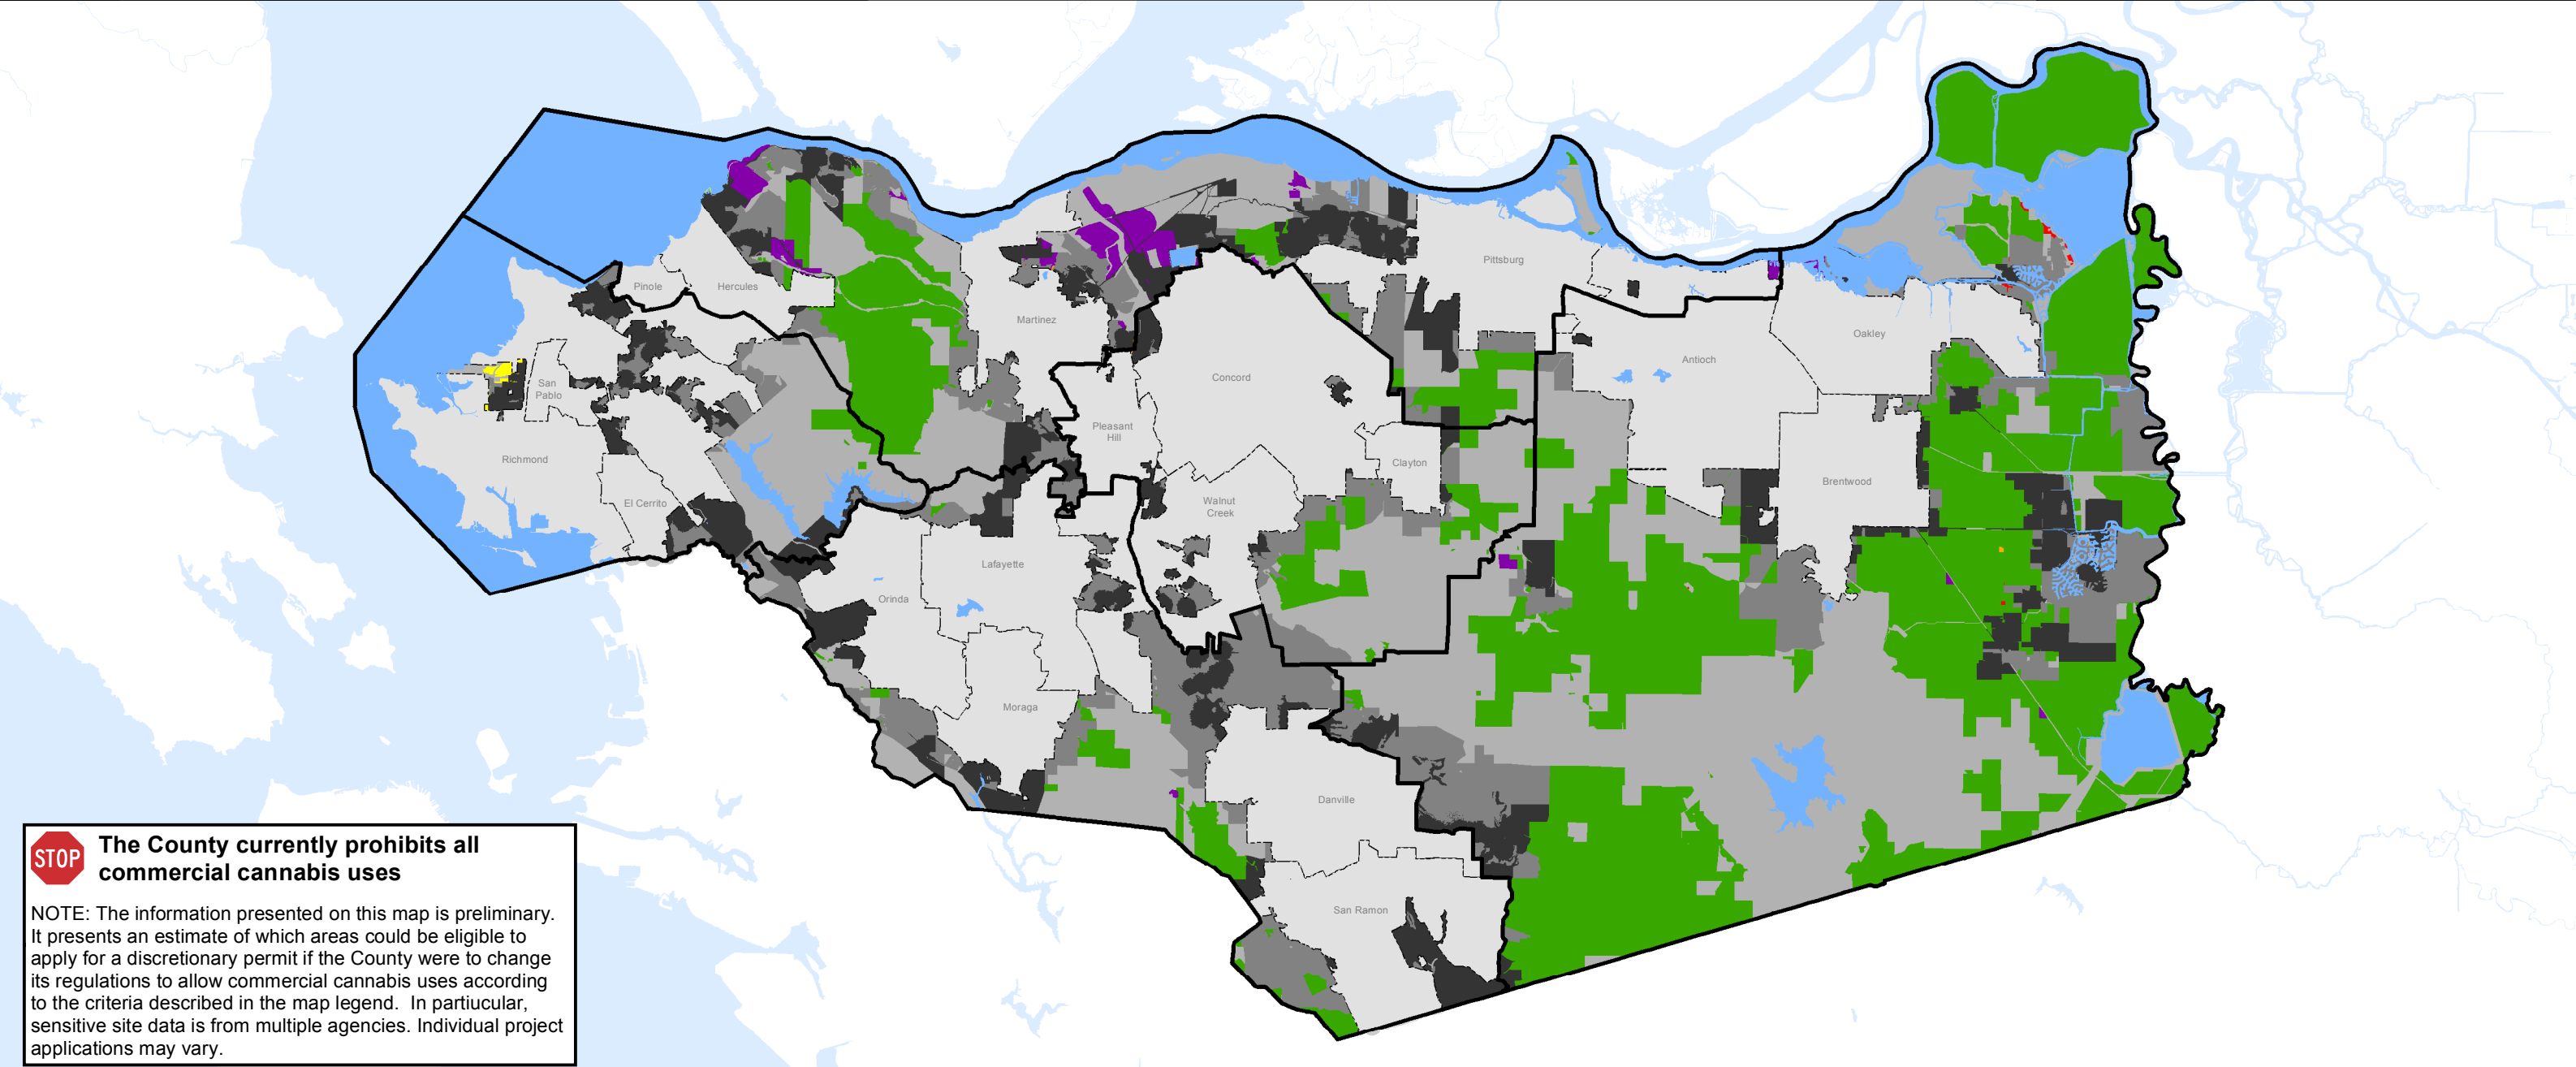 Pinole
Hercules
Martinez
Pittsburg
Antioch
Oakley
San
Pablo
Concord
Pleasant
Hill
Clayton
Richmond
El Cerrito
Walnut
Creek
Brentwood
Lafayette
Orinda
Moraga
Danville
San Ramon
STOP
The County currently prohibits all
commercial cannabis uses
NOTE: The information presented on this map is preliminary.
It presents an estimate of which areas could be eligible to
apply for a discretionary permit if the County were to change
its regulations to allow commercial cannabis uses according
to the criteria described in the map legend.  In partiucular,
sensitive site data is from multiple agencies. Individual project
applications may vary.